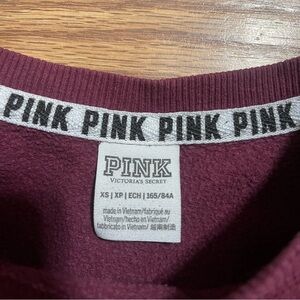 PINK PINK PINK PINK
PINK
VICTORIA'S SECRET
XS | XP | ECH | 165/84A
made in Vietnam/fabriqué au
Vietnam/hecho en Vietnam/
fabbricato in Vietnam/ 越南制造